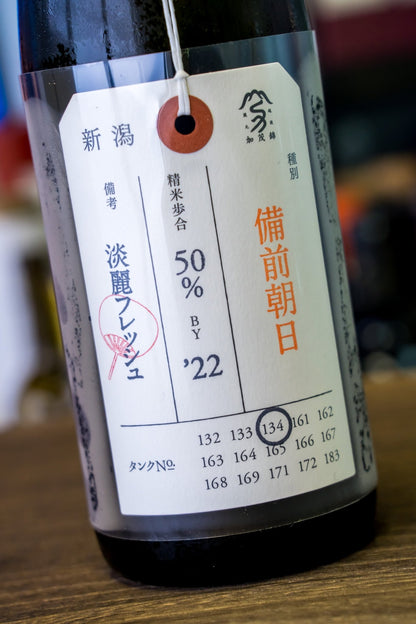 新潟
加茂錦
種別
備前朝日
精米歩合
50
%
BY
'22
備考
淡麗フレッシュ
タンクNo.
132 133 134 161 162
163 164 165 166 167
168 169 171 172 183